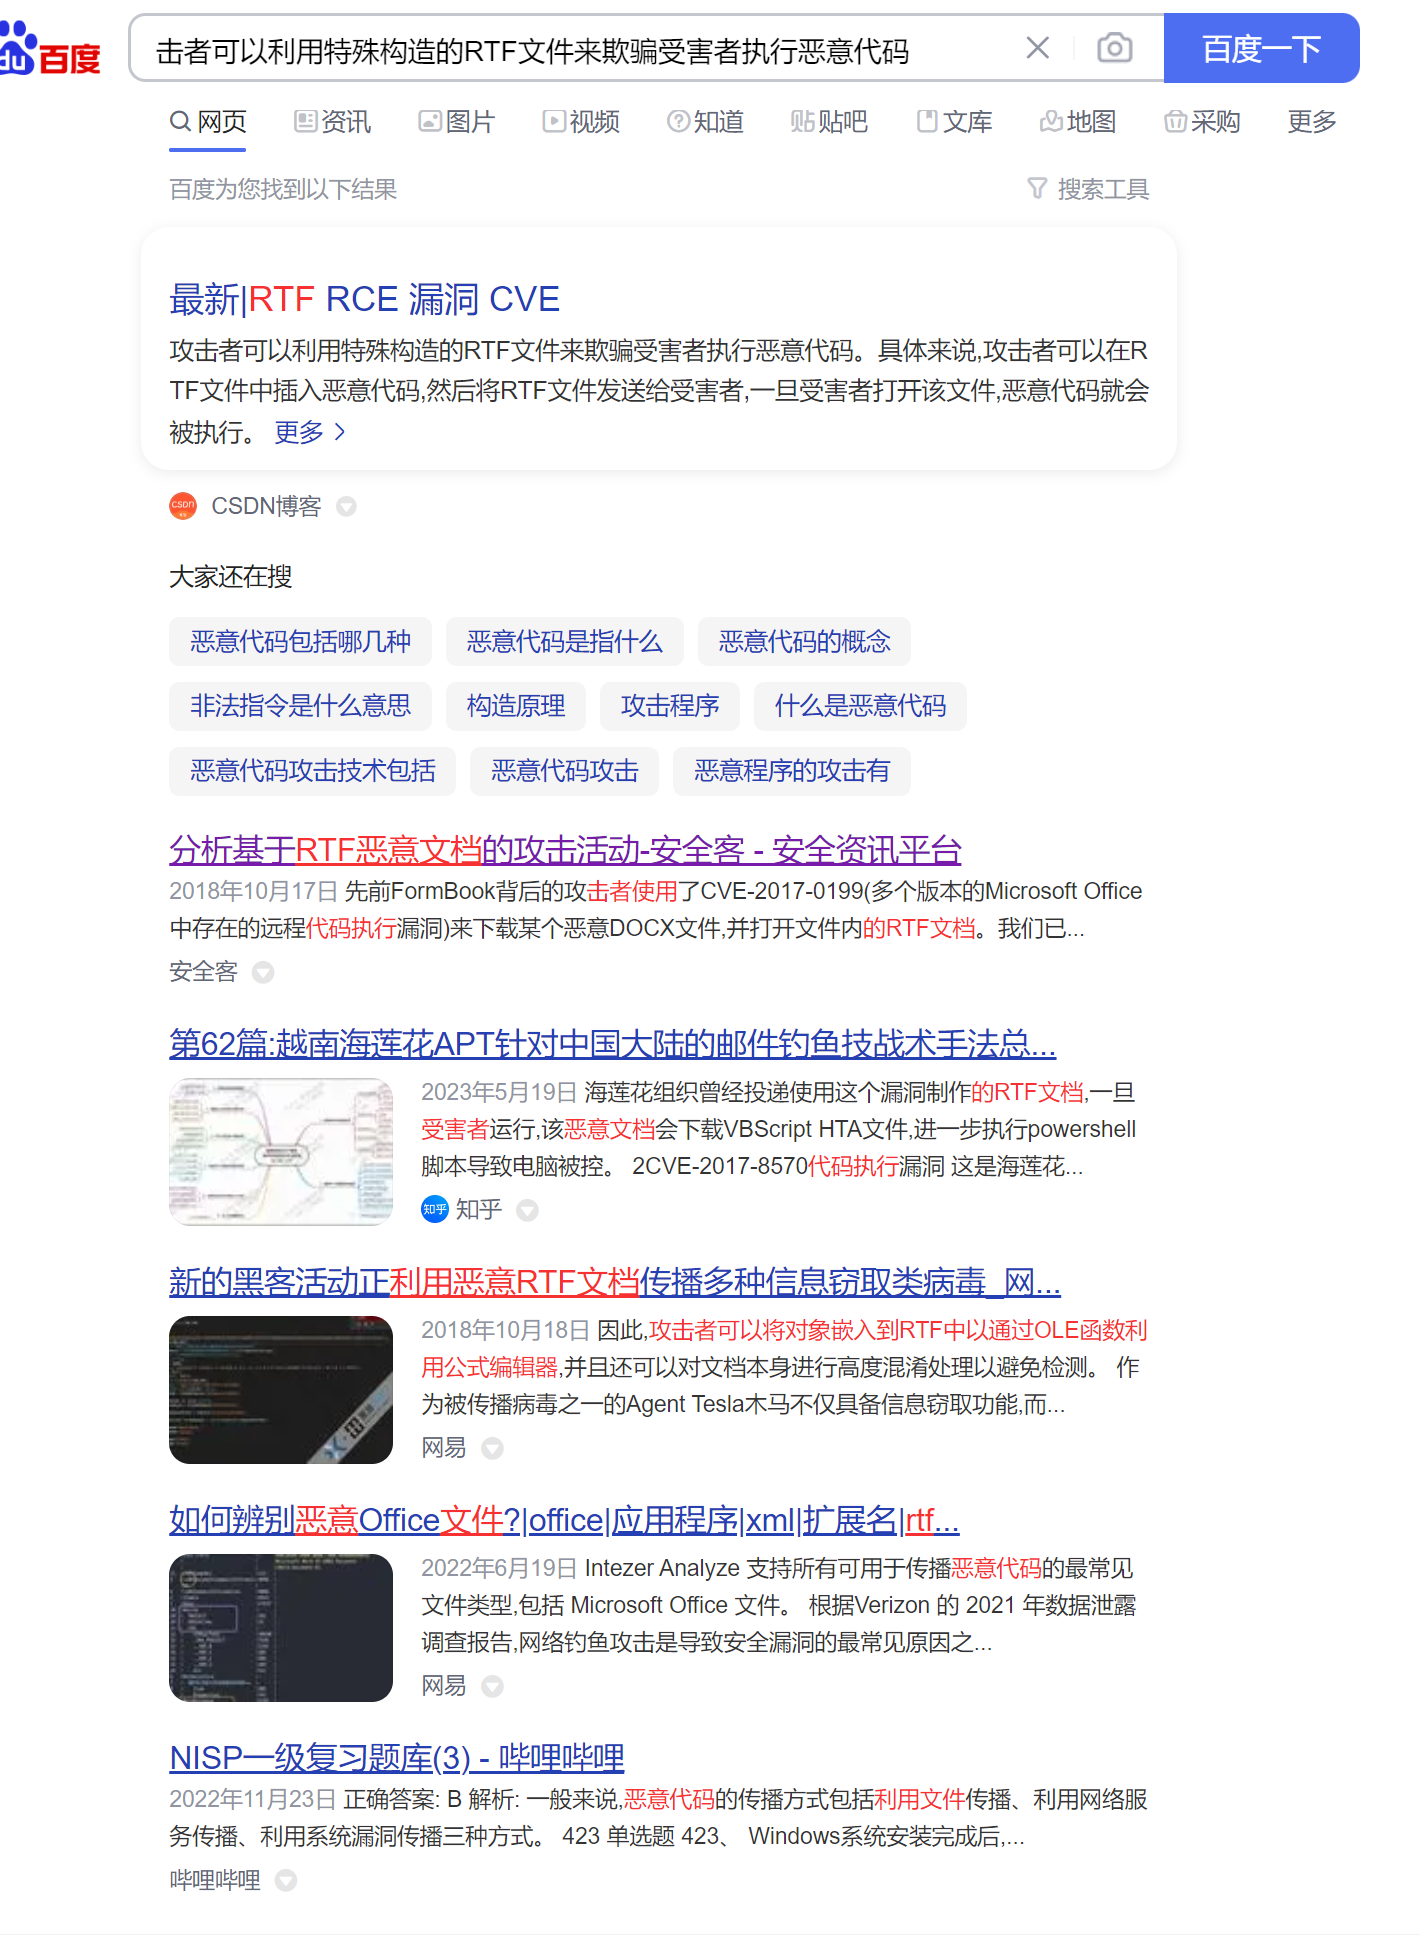 du百度
击者可以利用特殊构造的RTF文件来欺骗受害者执行恶意代码
百度一下
网页 资讯 图片 视频 知道 贴吧 文库 地图 采购 更多
百度为您找到以下结果
搜索工具
最新|RTF RCE 漏洞 CVE
攻击者可以利用特殊构造的RTF文件来欺骗受害者执行恶意代码。具体来说,攻击者可以在R
TF文件中插入恶意代码,然后将RTF文件发送给受害者,一旦受害者打开该文件,恶意代码就会
被执行。 更多 >
CSDN CSDN博客
大家还在搜
恶意代码包括哪几种 恶意代码是指什么 恶意代码的概念
非法指令是什么意思 构造原理 攻击程序 什么是恶意代码
恶意代码攻击技术包括 恶意代码攻击 恶意程序的攻击有
分析基于RTF恶意文档的攻击活动-安全客 - 安全资讯平台
2018年10月17日 先前FormBook背后的攻击者使用了CVE-2017-0199(多个版本的Microsoft Office
中存在的远程代码执行漏洞)来下载某个恶意DOCX文件,并打开文件内的RTF文档。我们已...
安全客
第62篇:越南海莲花APT针对中国大陆的邮件钓鱼技战术手法总...
2023年5月19日 海莲花组织曾经投递使用这个漏洞制作的RTF文档,一旦
受害者运行,该恶意文档会下载VBScript HTA文件,进一步执行powershell
脚本导致电脑被控。 2CVE-2017-8570代码执行漏洞 这是海莲花...
知乎 知乎
新的黑客活动正利用恶意RTF文档传播多种信息窃取类病毒_网...
2018年10月18日 因此,攻击者可以将对象嵌入到RTF中以通过OLE函数利
用公式编辑器,并且还可以对文档本身进行高度混淆处理以避免检测。 作
为被传播病毒之一的Agent Tesla木马不仅具备信息窃取功能,而...
网易
如何辨别恶意Office文件?|office|应用程序|xml|扩展名|rtf...
2022年6月19日 Intezer Analyze 支持所有可用于传播恶意代码的最常见
文件类型,包括 Microsoft Office 文件。 根据Verizon 的 2021 年数据泄露
调查报告,网络钓鱼攻击是导致安全漏洞的最常见原因之...
网易
NISP一级复习题库(3) - 哔哩哔哩
2022年11月23日 正确答案: B 解析: 一般来说,恶意代码的传播方式包括利用文件传播、利用网络服
务传播、利用系统漏洞传播三种方式。 423 单选题 423、 Windows系统安装完成后,...
哔哩哔哩